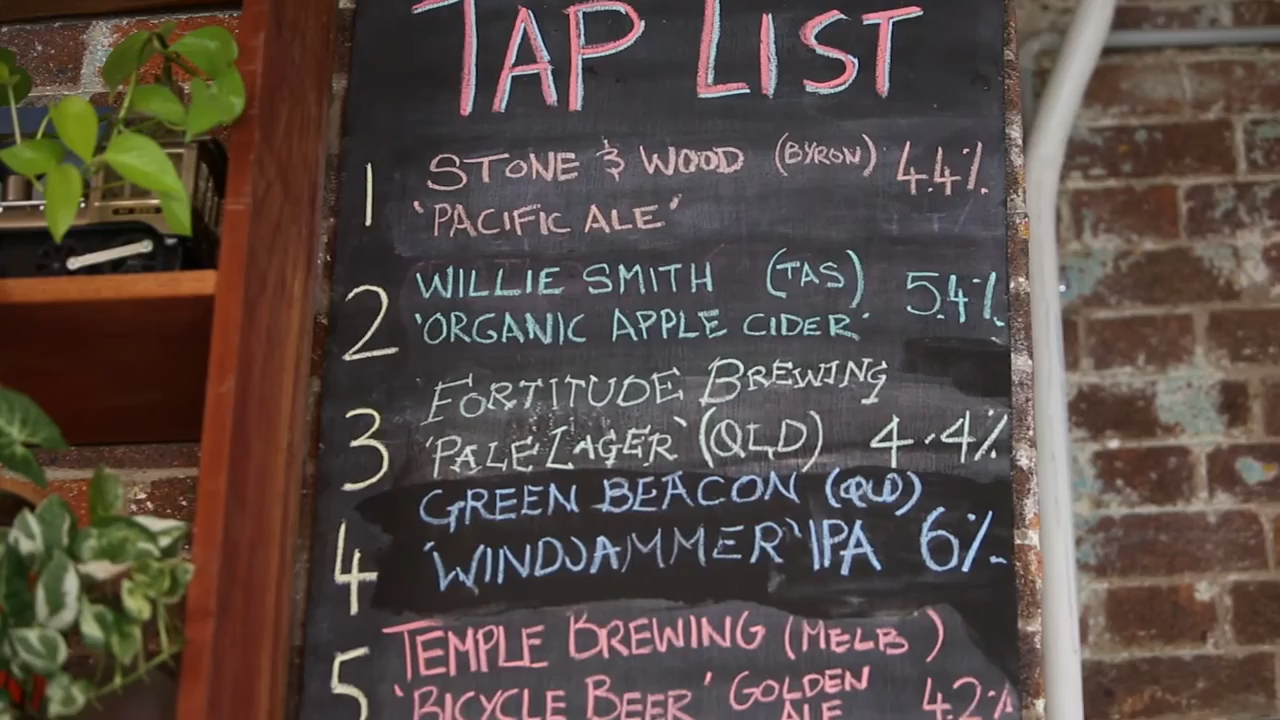 TAP LIST
1 STONE & WOOD (BYRON) 4.4%
'PACIFIC ALE'
2 WILLIE SMITH (TAS) 5.4%
'ORGANIC APPLE CIDER'
FORTITUDE BREWING
3 'PALE LAGER' (QLD) 4.4%
GREEN BEACON (QLD)
4 'WINDJAMMER' IPA 6%
TEMPLE BREWING (MELB)
5 'BICYCLE BEER' GOLDEN ALE 4.2%